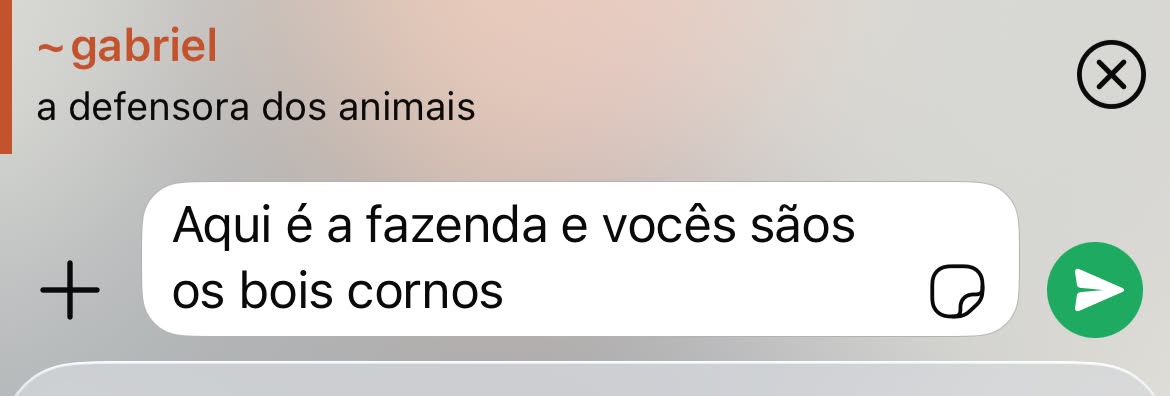 ~gabriel
a defensora dos animais
Aqui é a fazenda e vocês sãos
os bois cornos